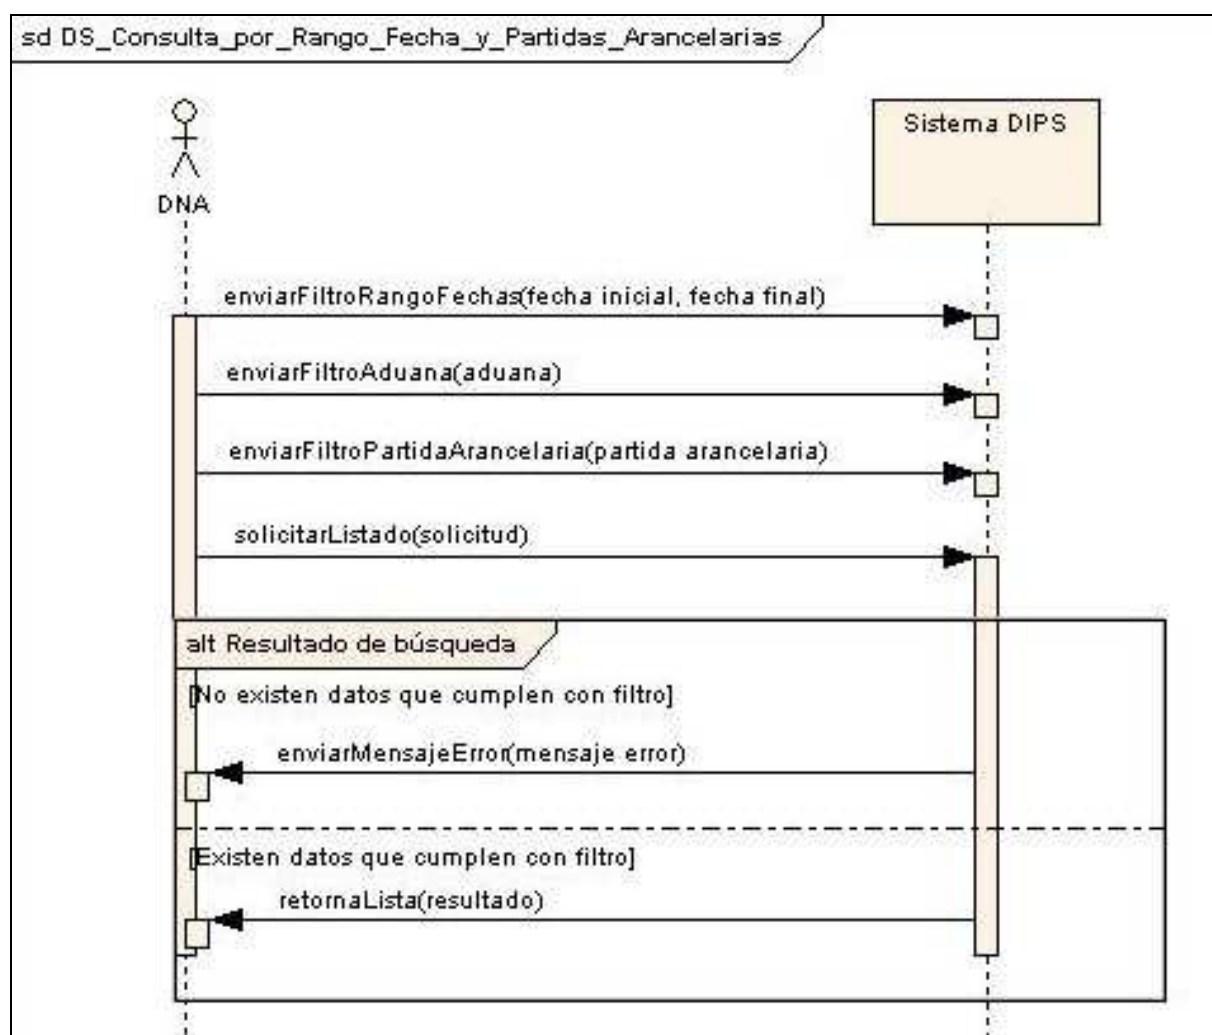 sd DS_Consulta_por_Rango_Fecha_y_Partidas_Arancelarias
DNA
Sistema DIPS
enviarFiltroRangoFechas(fecha inicial, fecha final)
enviarFiltroAduana(aduana)
enviarFiltroPartidaArancelaria(partida arancelaria)
solicitarListado(solicitud)
alt Resultado de búsqueda
[No existen datos que cumplen con filtro]
enviarMensajeError(mensaje error)
[Existen datos que cumplen con filtro]
retornaLista(resultado)